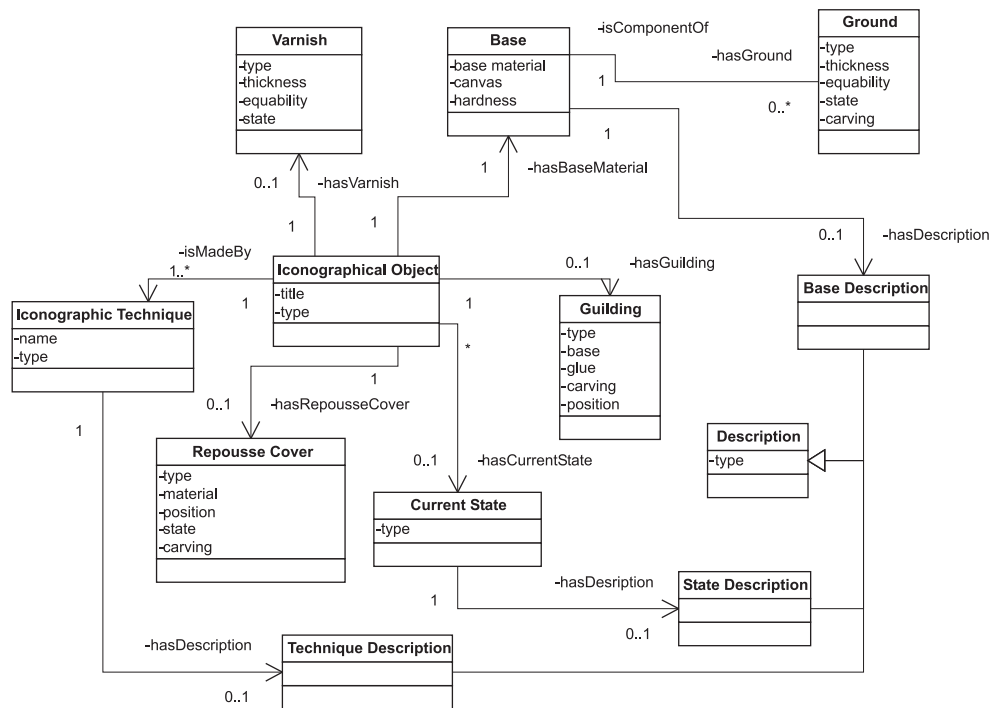 Varnish
-type
-thickness
-equability
-state
Base
-base material
-canvas
-hardness
-isComponentOf
-hasGround
1
0..*
Ground
-type
-thickness
-equability
-state
-carving
1
0..1
-hasVarnish
1
1
-hasBaseMaterial
1
0..1
-hasDescription
-isMadeBy
1..*
1
Iconographical Object
-title
-type
0..1
-hasGuilding
1
Base Description
Iconographic Technique
-name
-type
Guilding
-type
-base
-glue
-carving
-position
*
1
0..1
-hasRepousseCover
1
Repousse Cover
-type
-material
-position
-state
-carving
0..1
-hasCurrentState
Current State
-type
Description
-type
-hasDesription
1
0..1
State Description
-hasDescription
0..1
Technique Description